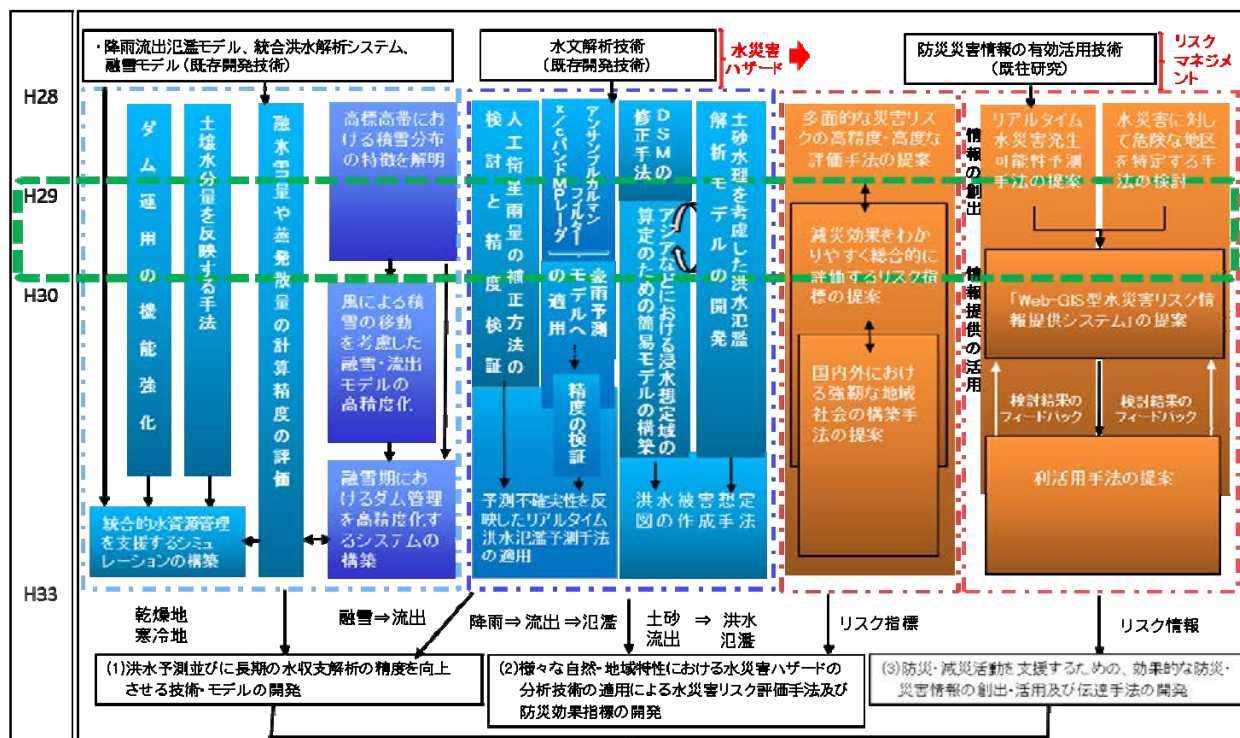 ・降雨流出氾濫モデル、統合洪水解析システム、
融雪モデル(既存開発技術)
水文解析技術
(既存開発技術)
水災害
ハザード
防災災害情報の有効活用技術
(既往研究)
リスク
マネジメ
ント
H28
H29
H30
H33
ダム運用の機能強化
土壌水分量を反映する手法
融水雪量や蒸発散量の計算精度の評価
高標高帯にお
ける積雪分布
の特徴を解明
風による積
雪の移動
を考慮した
融雪・流出
モデルの
高精度化
融雪期にお
けるダム管理
を高精度化す
るシステムの
構築
統合的水資源管理
を支援するシミュ
レーションの構築
人工衛星雨量の補正方法の
検討と精度検証
アンサンブルカルマン
フィルター
x/cバンドMPレーダ
豪雨予測
モデルへ
の適用
精度の検証
予測不確実性を反
映したリアルタイム
洪水氾濫予測手法
の適用
DSMの
修正手法
アジアなどにおける浸水想定域の
算定のための簡易モデルの構築
土砂水理を考慮した洪水氾濫
解析モデルの開発
洪水被害想定
図の作成手法
多面的な災害リス
クの高精度・高度な
評価手法の提案
減災効果をわか
りやすく総合的に
評価するリスク指
標の提案
国内外における
強靭な地域
社会の構築手
法の提案
情報の創出
情報提供の活用
リアルタイム
水災害発生
可能性予測
手法の提案
水災害に対し
て危険な地区
を特定する手
法の検討
「Web-GIS型水災害リスク情
報提供システム」の提案
検討結果の
フィードバック
検討結果の
フィードバック
利活用手法の提案
乾燥地
寒冷地
融雪⇒流出
降雨⇒流出⇒氾濫
土砂 ⇒ 洪水
流出 氾濫
リスク指標
リスク情報
(1)洪水予測並びに長期の水収支解析の精度を向上
させる技術・モデルの開発
(2)様々な自然・地域特性における水災害ハザードの
分析技術の適用による水災害リスク評価手法及び
防災効果指標の開発
(3)防災・減災活動を支援するための、効果的な防災・
災害情報の創出・活用及び伝達手法の開発